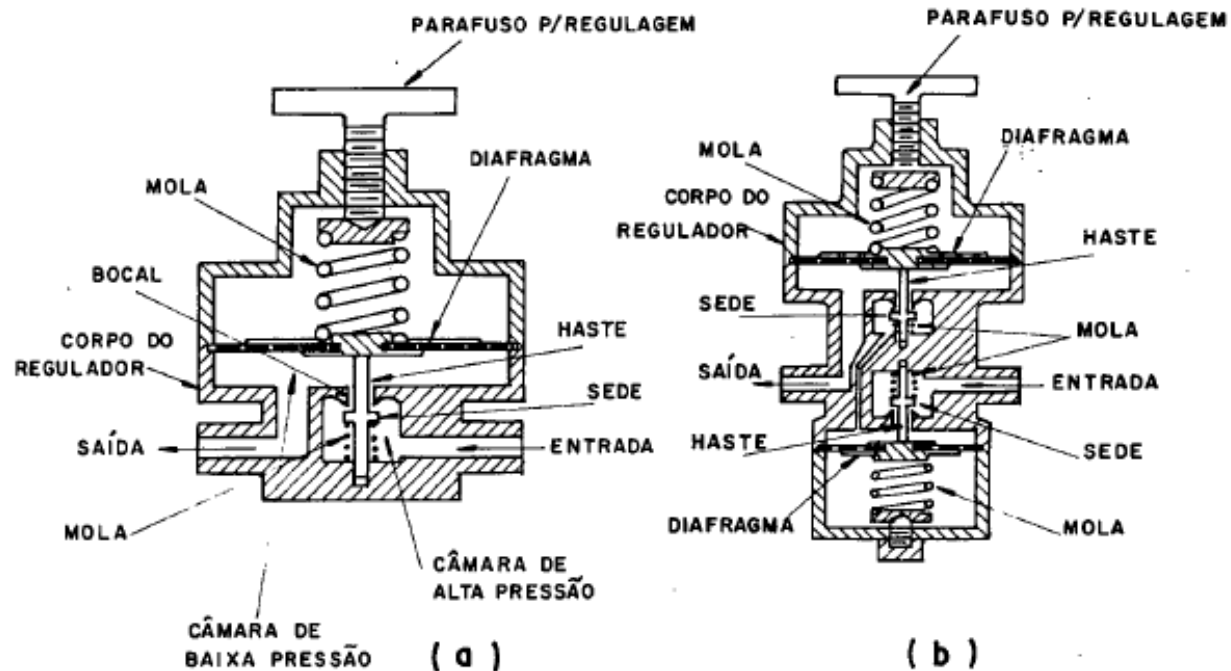 PARAFUSO P/REGULAGEM
MOLA
DIAFRAGMA
BOCAL
CORPO DO
REGULADOR
HASTE
SEDE
SAÍDA
ENTRADA
MOLA
CÂMARA DE
ALTA PRESSÃO
CÂMARA DE
BAIXA PRESSÃO
(a)
PARAFUSO P/REGULAGEM
MOLA
DIAFRAGMA
CORPO DO
REGULADOR
HASTE
SEDE
MOLA
SAÍDA
ENTRADA
HASTE
SEDE
DIAFRAGMA
MOLA
(b)